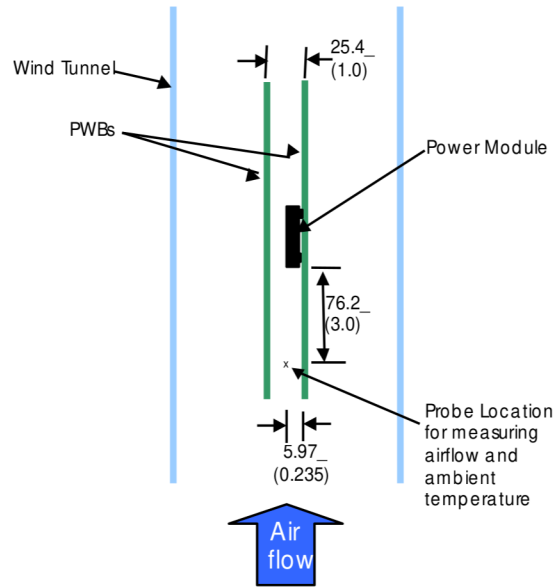 25.4_
(1.0)
Wind Tunnel
PWBs
Power Module
76.2_
(3.0)
x
Probe Location
for measuring
airflow and
ambient
temperature
5.97_
(0.235)
Air
flow